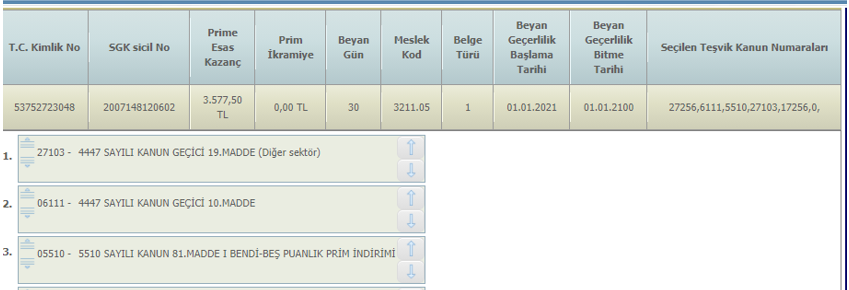 T.C. Kimlik No SGK sicil No Prime Esas Kazanç Prim İkramiye Beyan Gün Meslek Kod Belge Türü Beyan Geçerlilik Başlama Tarihi Beyan Geçerlilik Bitme Tarihi Seçilen Teşvik Kanun Numaraları
53752723048 2007148120602 3.577,50 TL 0,00 TL 30 3211.05 1 01.01.2021 01.01.2100 27256,6111,5510,27103,17256,0,
1. 27103 - 4447 SAYILI KANUN GEÇİCİ 19.MADDE (Diğer sektör)
2. 06111 - 4447 SAYILI KANUN GEÇİCİ 10.MADDE
3. 05510 - 5510 SAYILI KANUN 81.MADDE I BENDİ-BEŞ PUANLIK PRİM İNDİRİMİ